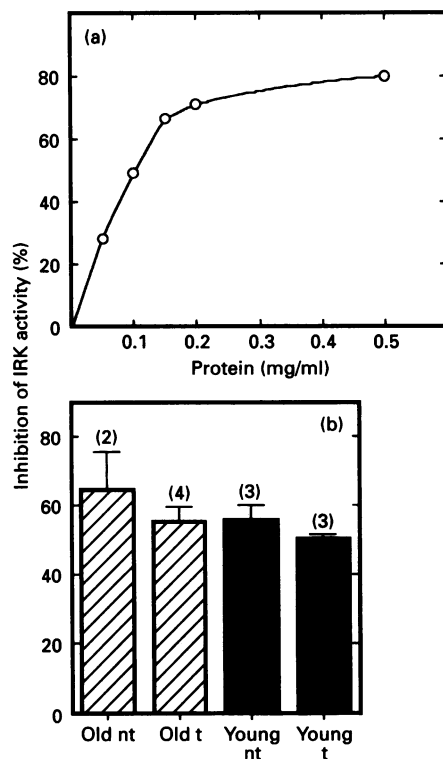 (a)
80
60
40
20
0
0.1 0.2 0.3 0.4 0.5
Protein (mg/ml)
Inhibition of IRK activity (%)
(b)
80
60
40
20
0
(2)
(4)
(3)
(3)
Old nt Old t Young nt Young t